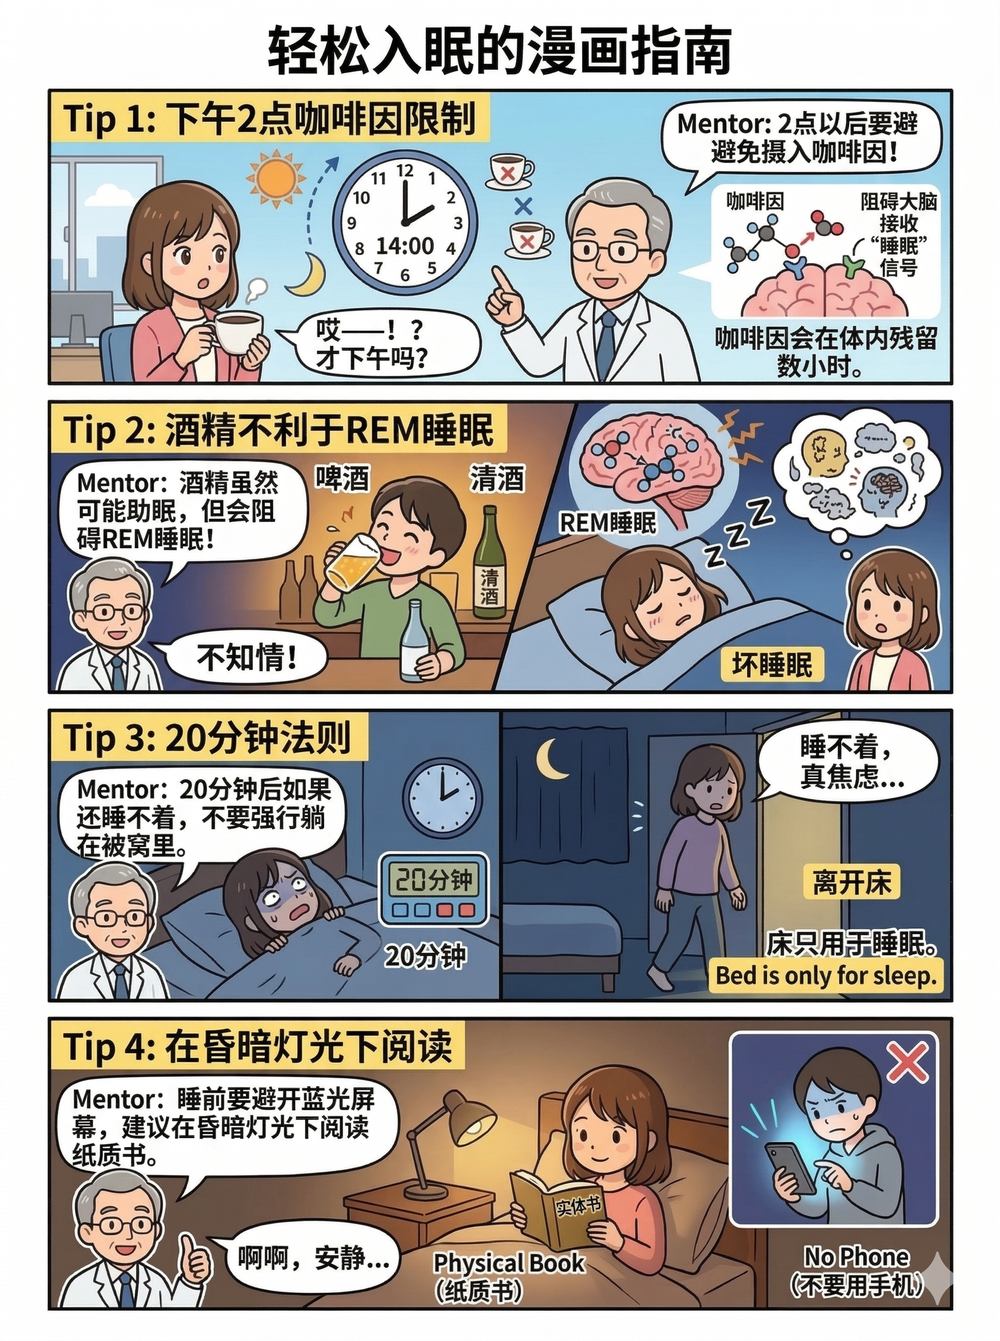 轻松入眠的漫画指南
Tip 1: 下午2点咖啡因限制
Mentor: 2点以后要避
避免摄入咖啡因！
12
1
2
3
4
5
6
7
8
9
10
11
14:00
哎——！？
才下午吗？
咖啡因
阻碍大脑
接收
“睡眠”
信号
咖啡因会在体内残留
数小时。
Tip 2: 酒精不利于REM睡眠
Mentor：酒精虽然
可能助眠，但会阻
碍REM睡眠！
啤酒
清酒
清酒
不知情！
REM睡眠
z z z
坏睡眠
Tip 3: 20分钟法则
Mentor：20分钟后如果
还睡不着，不要强行躺
在被窝里。
20分钟
20分钟
睡不着，
真焦虑...
离开床
床只用于睡眠。
Bed is only for sleep.
Tip 4: 在昏暗灯光下阅读
Mentor：睡前要避开蓝光屏
幕，建议在昏暗灯光下阅读
纸质书。
啊啊，安静...
实体书
Physical Book
（纸质书）
No Phone
（不要用手机）